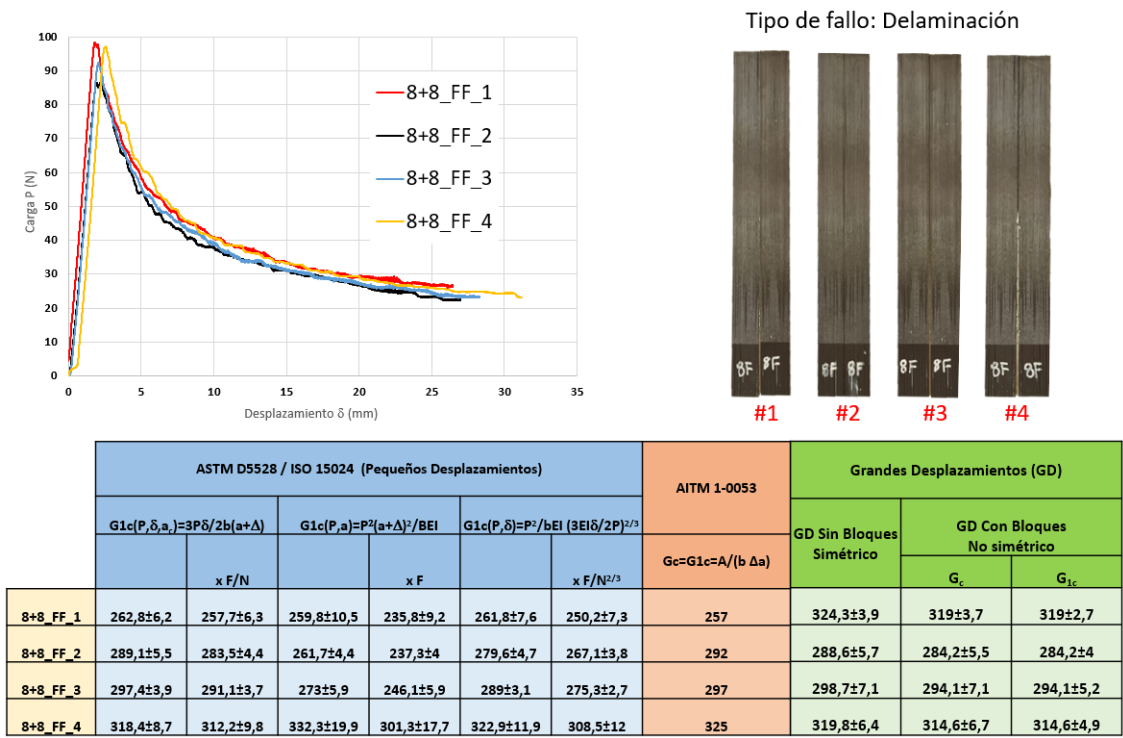 Tipo de fallo: Delaminación
100
90
80
70
60
50
40
30
20
10
0
Carga P (N)
0 5 10 15 20 25 30 35
Desplazamiento δ (mm)
8+8_FF_1
8+8_FF_2
8+8_FF_3
8+8_FF_4
8F 8F 8F 8F 8F 8F 8F 8F
#1 #2 #3 #4
ASTM D5528 / ISO 15024 (Pequeños Desplazamientos)
AITM 1-0053
Grandes Desplazamientos (GD)
G1c(P,δ,a꜀)=3Pδ/2b(a+Δ) G1c(P,a)=P²(a+Δ)²/BEI G1c(P,δ)=P²/bEI (3EIδ/2P)²ᐟ³
GD Sin Bloques
Simétrico
GD Con Bloques
No simétrico
Gc=G1c=A/(b Δa)
x F/N x F x F/N²ᐟ³ G꜀ G₁꜀
8+8_FF_1 262,8±6,2 257,7±6,3 259,8±10,5 235,8±9,2 261,8±7,6 250,2±7,3 257 324,3±3,9 319±3,7 319±2,7
8+8_FF_2 289,1±5,5 283,5±4,4 261,7±4,4 237,3±4 279,6±4,7 267,1±3,8 292 288,6±5,7 284,2±5,5 284,2±4
8+8_FF_3 297,4±3,9 291,1±3,7 273±5,9 246,1±5,9 289±3,1 275,3±2,7 297 298,7±7,1 294,1±7,1 294,1±5,2
8+8_FF_4 318,4±8,7 312,2±9,8 332,3±19,9 301,3±17,7 322,9±11,9 308,5±12 325 319,8±6,4 314,6±6,7 314,6±4,9